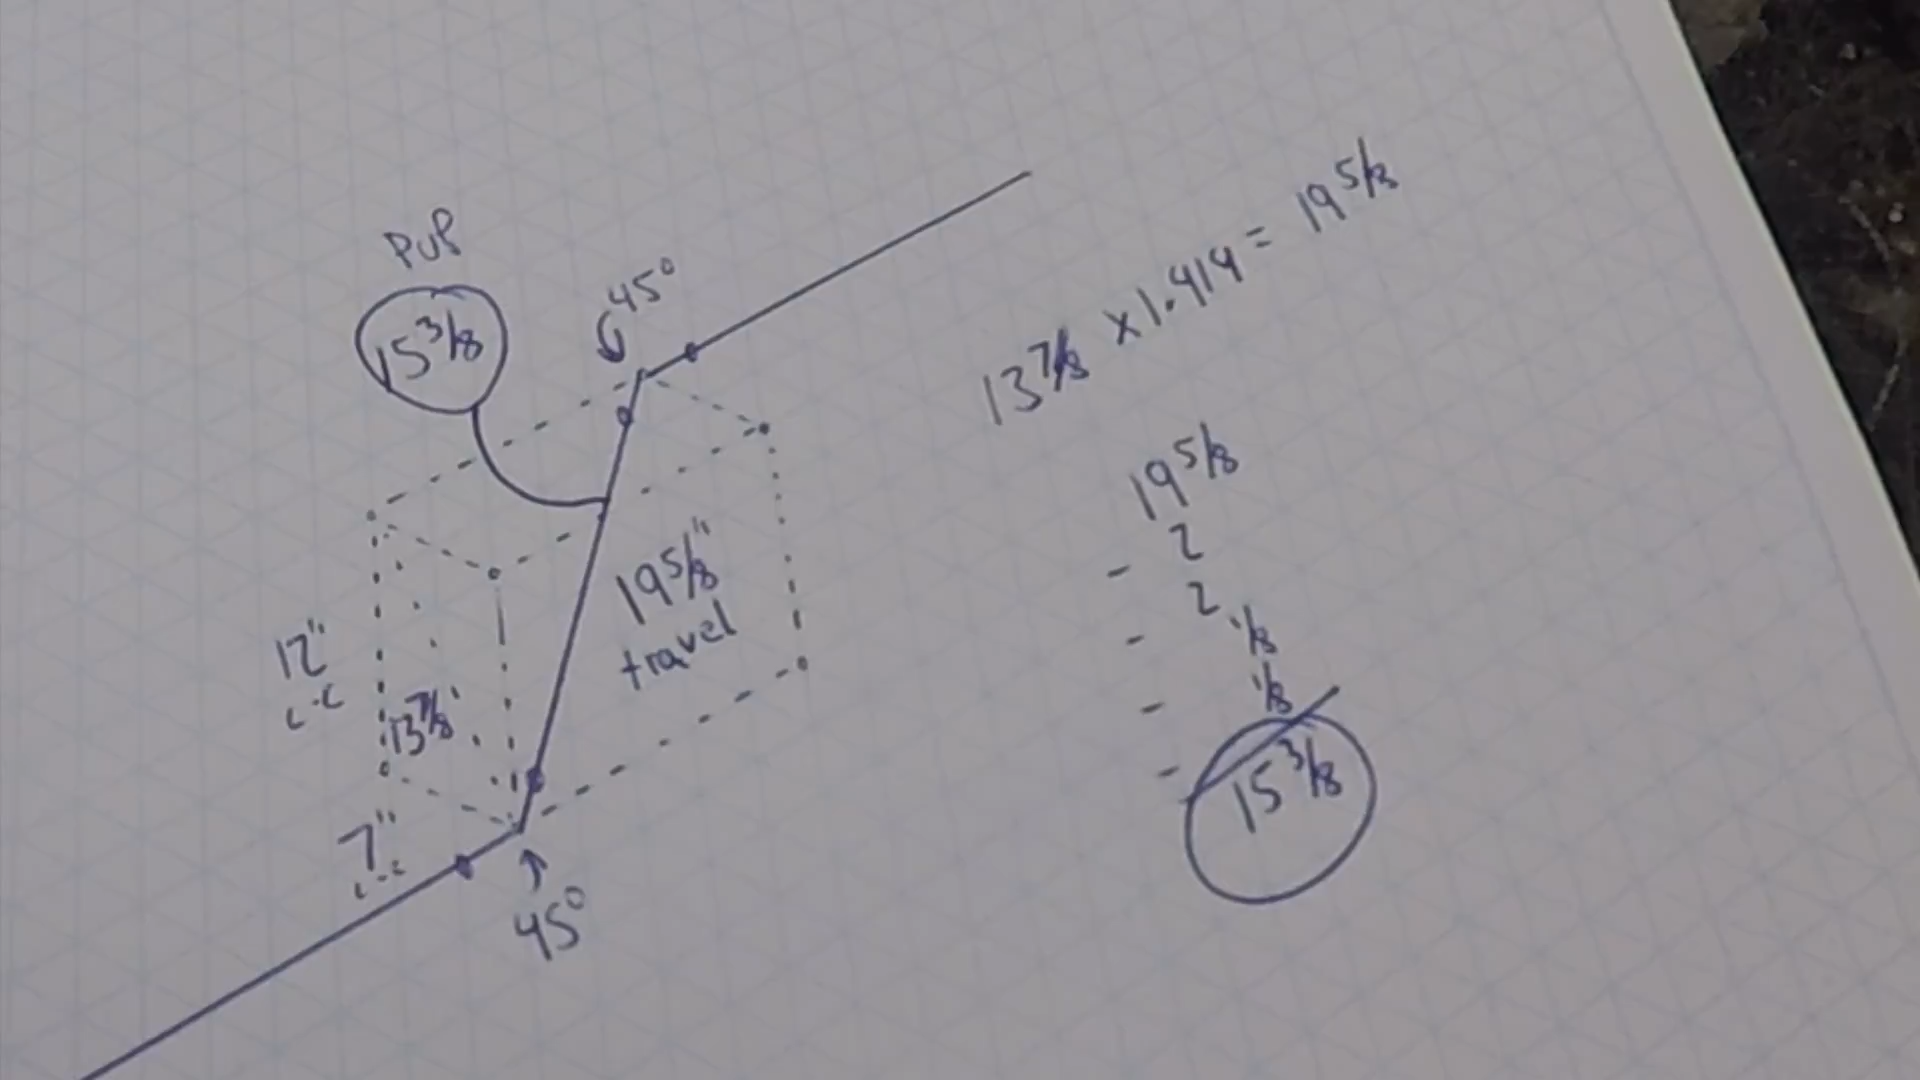 PUP
15 3/8
45°
13 7/8 x 1.414 = 19 5/8
19 5/8"
travel
12"
c-c
13 7/8"
7"
c-c
45°
19 5/8
- 2
- 2
- 1/8
- 1/8
15 3/8